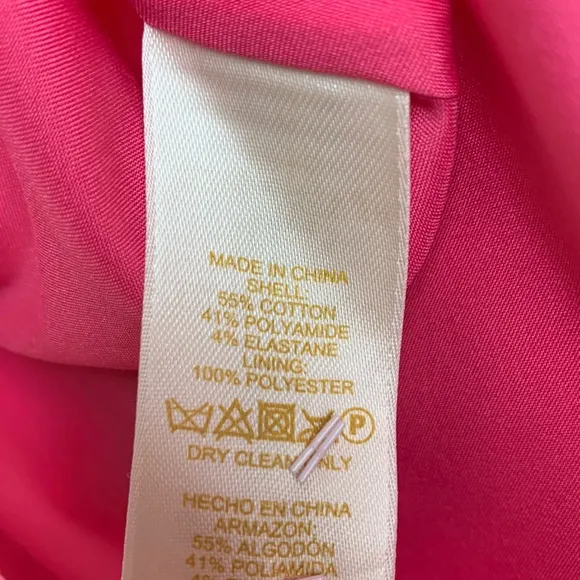 MADE IN CHINA
SHELL:
55% COTTON
41% POLYAMIDE
4% ELASTANE
LINING:
100% POLYESTER
P
DRY CLEAN ONLY
HECHO EN CHINA
ARMAZON:
55% ALGODÓN
41% POLIAMIDA